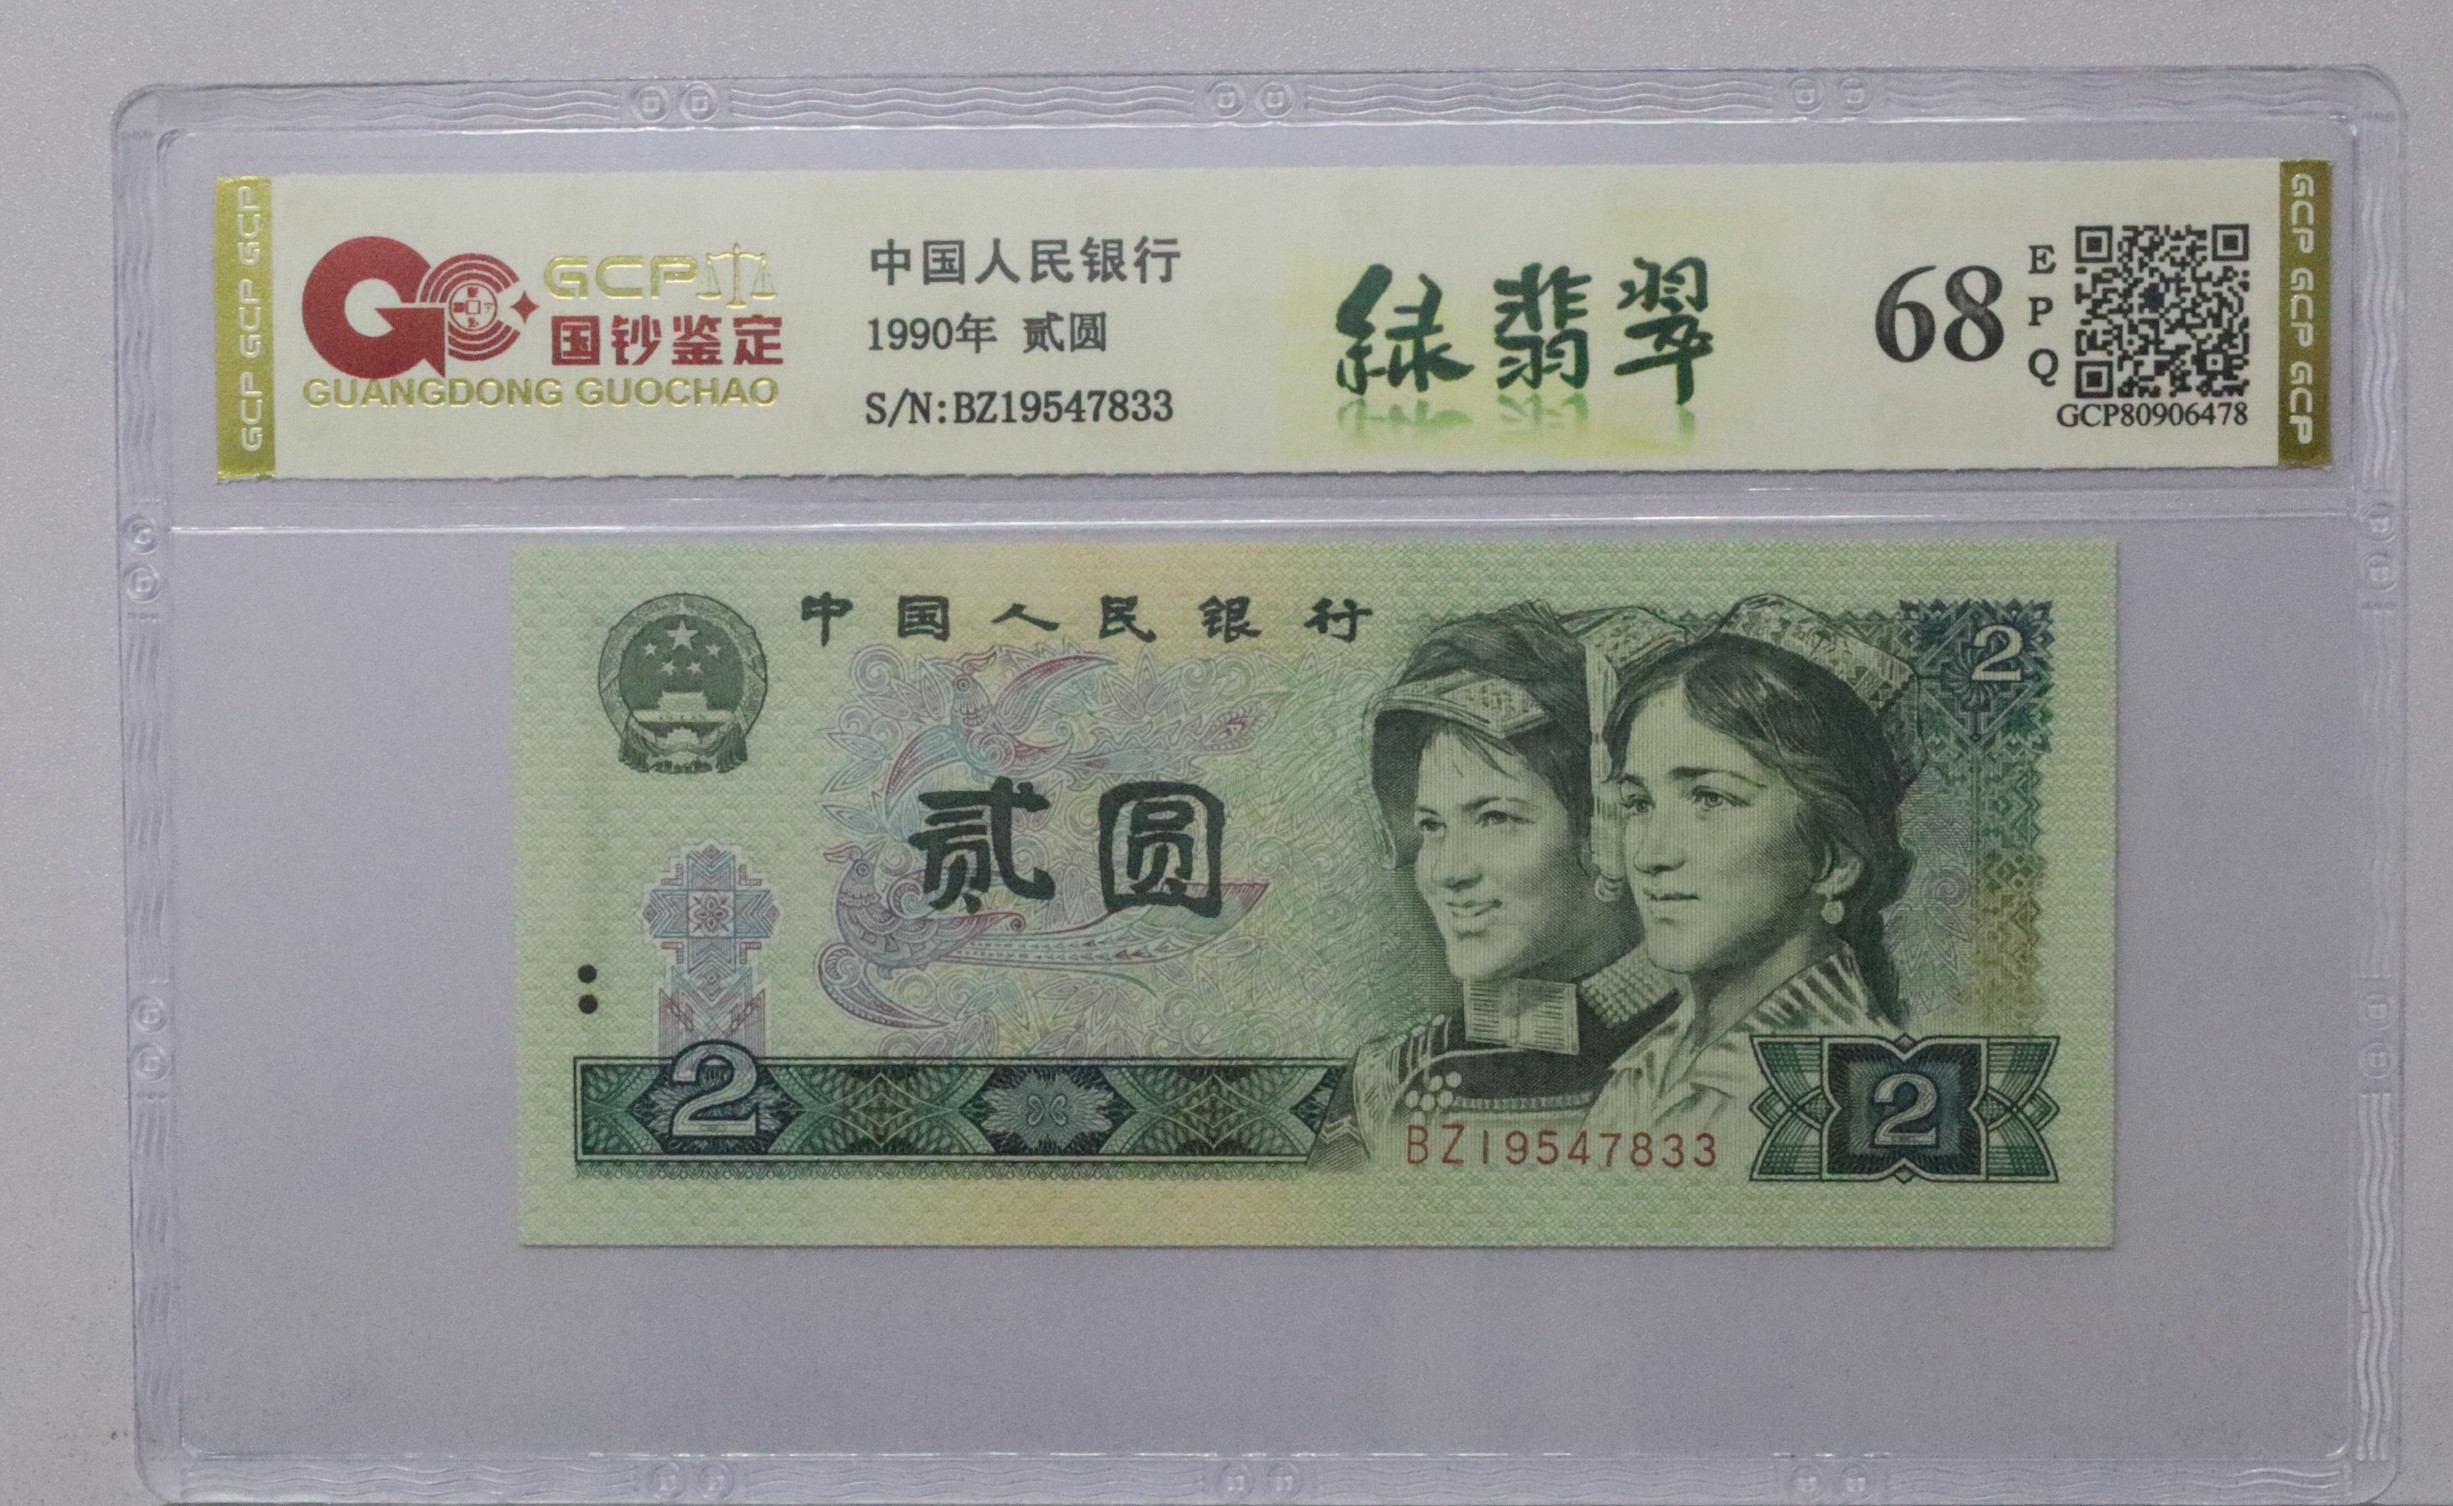 GCP GCP GCP
GCP
国钞鉴定
GUANGDONG GUOCHAO
中国人民银行
1990年 贰圆
S/N:BZ19547833
绿翡翠
68
E
P
Q
GCP80906478
GCP GCP GCP
中国人民银行
2
贰圆
2
BZ19547833
2